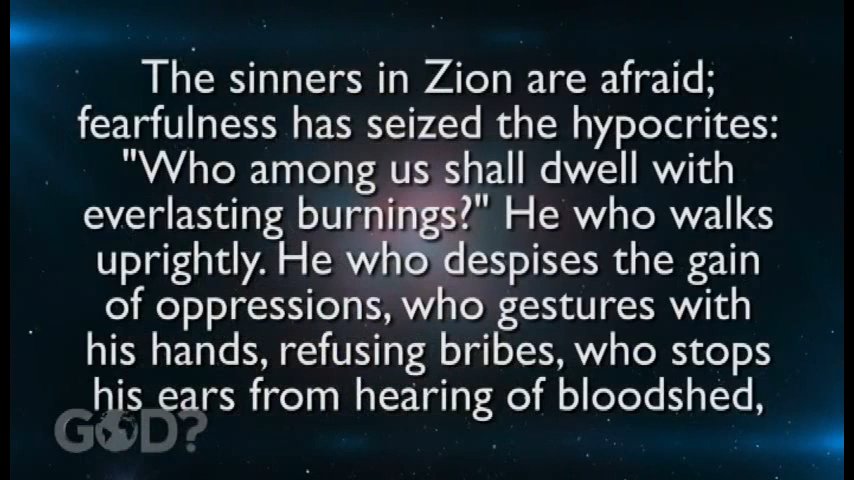 The sinners in Zion are afraid;
fearfulness has seized the hypocrites:
"Who among us shall dwell with
everlasting burnings?" He who walks
uprightly. He who despises the gain
of oppressions, who gestures with
his hands, refusing bribes, who stops
his ears from hearing of bloodshed,
GOD?